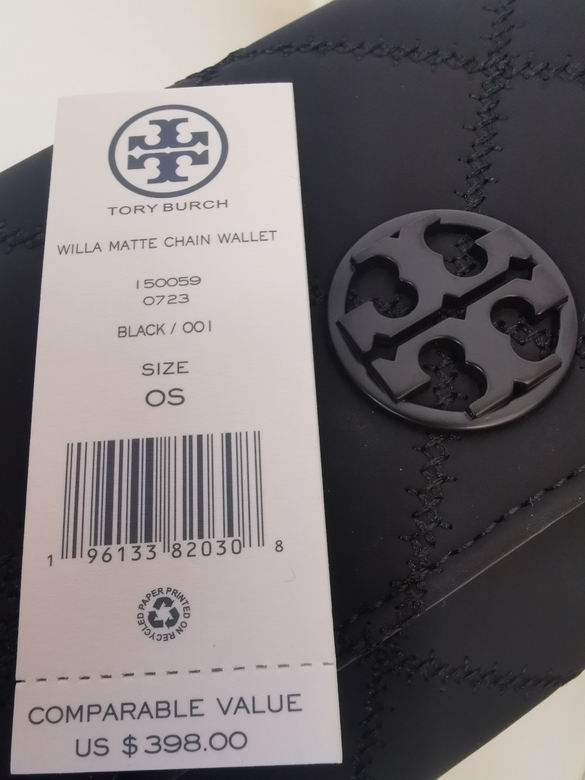 TORY BURCH
WILLA MATTE CHAIN WALLET
150059
0723
BLACK / 001
SIZE
OS
1 96133 82030 8
RECYCLED PAPER PRINTED ON
COMPARABLE VALUE
US $398.00